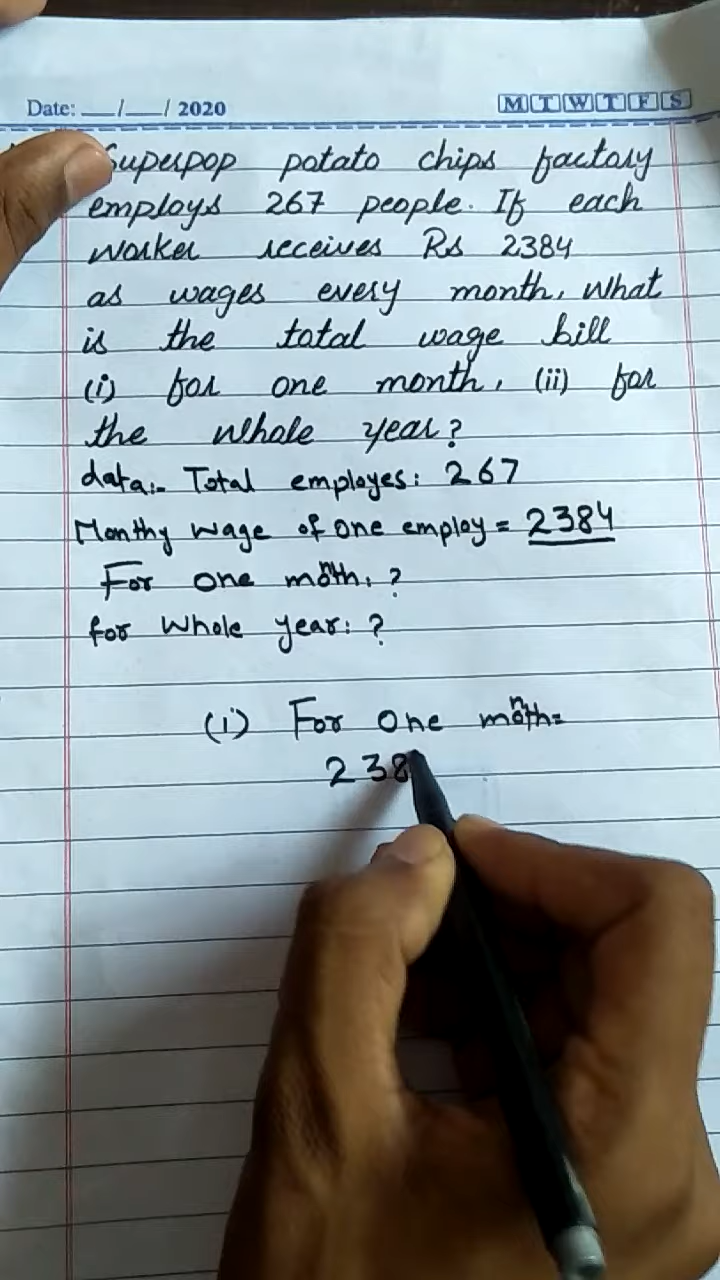 Date: __/__/ 2020 M T W T F S
Superpop potato chips factory
employs 267 people. If each
worker receives Rs 2384
as wages every month, what
is the total wage bill
(i) for one month, (ii) for
the whole year?
data:- Total employes: 267
Monthy wage of one employ = 2384
For one month: ?
for whole year: ?
(i) For one month=
238